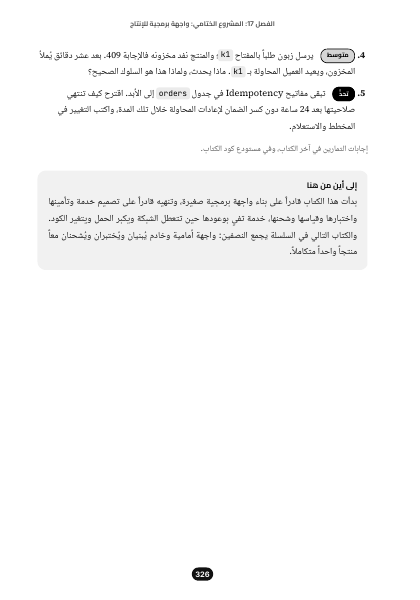 الفصل 17: المشروع الختامي: واجهة برمجية للإنتاج
4. متوسط يرسل زبون طلباً بالمفتاح k1؛ والمنتج نفد مخزونه فالإجابة 409. بعد عشر دقائق يُملأ
المخزون، ويعيد العميل المحاولة بـ k1. ماذا يحدث، ولماذا هذا هو السلوك الصحيح؟
5. تحدٍّ تبقى مفاتيح Idempotency في جدول orders إلى الأبد. اقترح كيف تنتهي
صلاحيتها بعد 24 ساعة دون كسر الضمان لإعادات المحاولة خلال تلك المدة، واكتب التغيير في
المخطط والاستعلام.
إجابات التمارين في آخر الكتاب، وفي مستودع كود الكتاب.
إلى أين من هنا
بدأت هذا الكتاب قادراً على بناء واجهة برمجية صغيرة، وتنهيه قادراً على تصميم خدمة وتأمينها
واختبارها وقياسها وشحنها، خدمة تفي بوعودها حين تتعطل الشبكة ويكبر الحمل ويتغير الكود.
والكتاب التالي في السلسلة يجمع النصفين: واجهة أمامية وخادم يُبنيان ويُختبران ويُشحنان معاً
منتجاً واحداً متكاملاً.
326